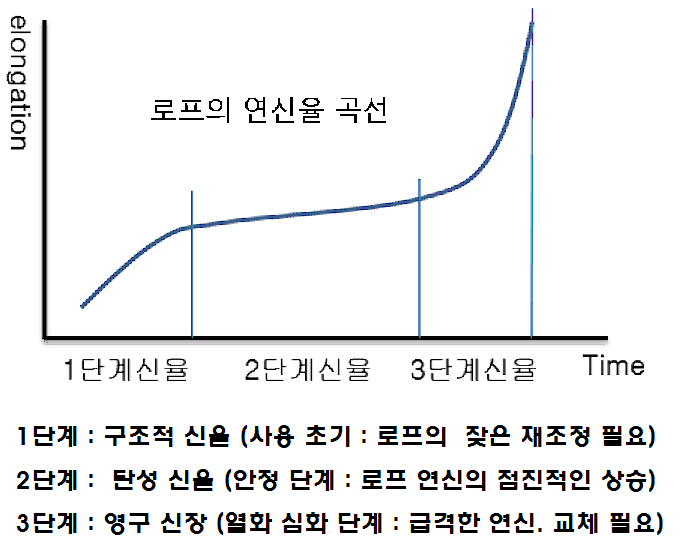 elongation
로프의 연신율 곡선
1단계신율 2단계신율 3단계신율 Time
1단계 : 구조적 신율 (사용 초기 : 로프의 잦은 재조정 필요)
2단계 : 탄성 신율 (안정 단계 : 로프 연신의 점진적인 상승)
3단계 : 영구 신장 (열화 심화 단계 : 급격한 연신. 교체 필요)